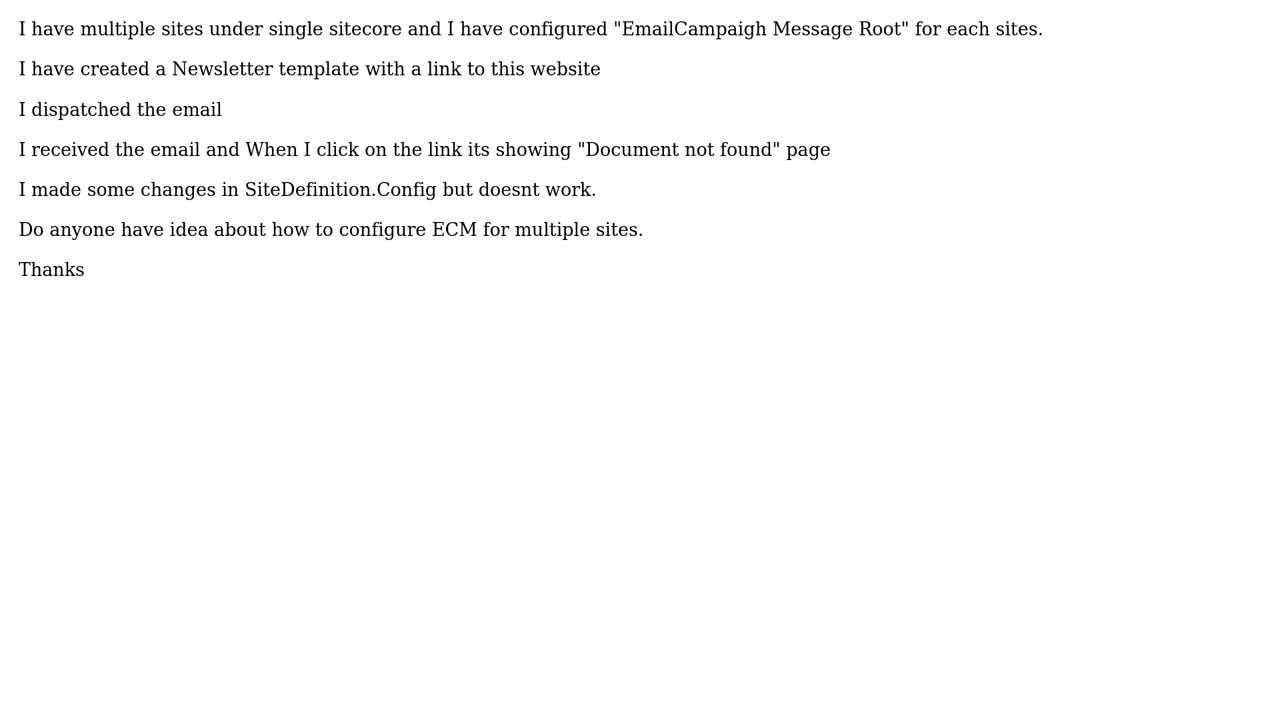 I have multiple sites under single sitecore and I have configured "EmailCampaigh Message Root" for each sites.
I have created a Newsletter template with a link to this website
I dispatched the email
I received the email and When I click on the link its showing "Document not found" page
I made some changes in SiteDefinition.Config but doesnt work.
Do anyone have idea about how to configure ECM for multiple sites.
Thanks